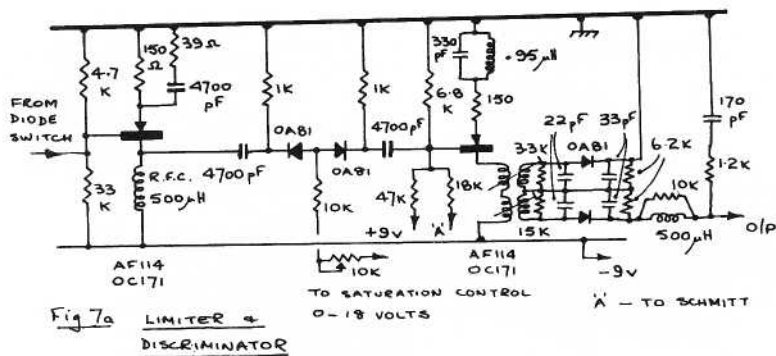 4.7
K
150
Ω
39Ω
4700
pF
1K
1K
330
pF
.95μH
6.8
K
150
FROM
DIODE
SWITCH
OA81
4700pF
OA81
4700pF
33
K
R.F.C.
500μH
10K
47K
18K
+9v
'A'
3.3K
22pF
33pF
OA81
6.2K
170
pF
1.2K
10K
500μH
O/P
15K
-9v
10K
AF114
OC171
AF114
OC171
TO SATURATION CONTROL
0-18 VOLTS
'A' - TO SCHMITT
Fig 7a LIMITER &
DISCRIMINATOR